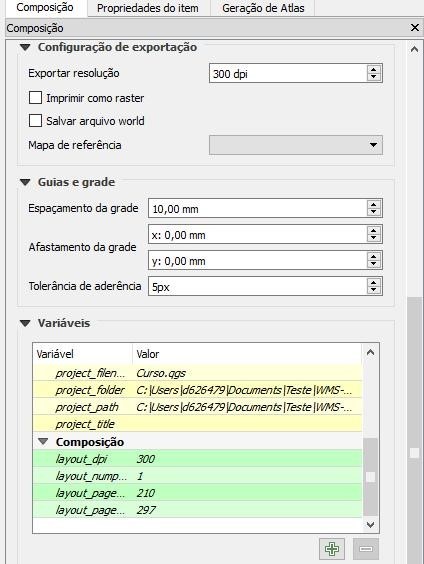 Composição Propriedades do item Geração de Atlas
Composição
Configuração de exportação
Exportar resolução 300 dpi
Imprimir como raster
Salvar arquivo world
Mapa de referência
Guias e grade
Espaçamento da grade 10,00 mm
x: 0,00 mm
Afastamento da grade
y: 0,00 mm
Tolerância de aderência 5px
Variáveis
Variável Valor
project_filen... Curso.qgs
project_folder C:\Users\d626479\Documents\Teste\WMS-...
project_path C:\Users\d626479\Documents\Teste\WMS-...
project_title
Composição
layout_dpi 300
layout_nump... 1
layout_page... 210
layout_page... 297